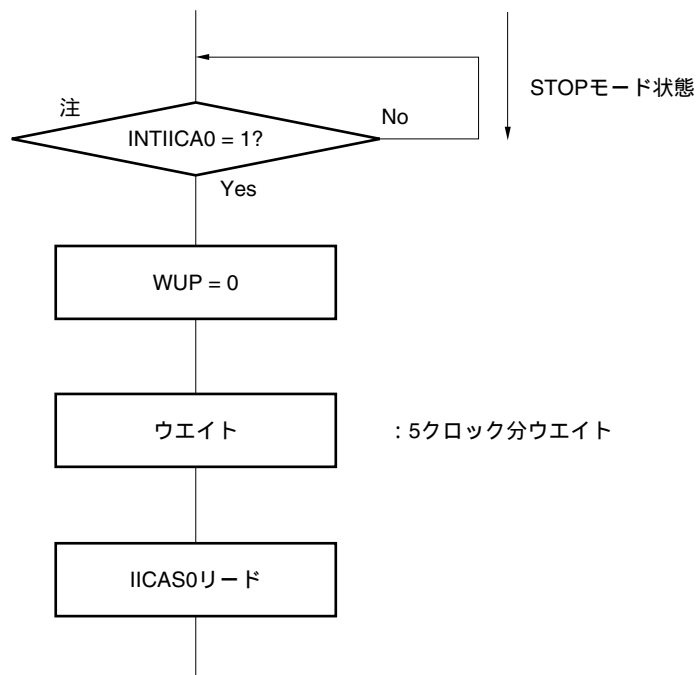 STOPモード状態
注
No
INTIICA0 = 1?
Yes
WUP = 0
ウエイト
: 5クロック分ウエイト
IICAS0リード